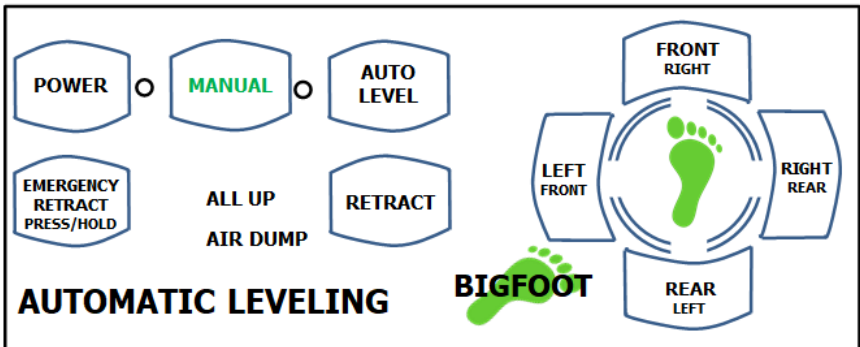 POWER
MANUAL
AUTO
LEVEL
EMERGENCY
RETRACT
PRESS/HOLD
ALL UP
AIR DUMP
RETRACT
AUTOMATIC LEVELING
BIGFOOT
FRONT
RIGHT
LEFT
FRONT
RIGHT
REAR
REAR
LEFT